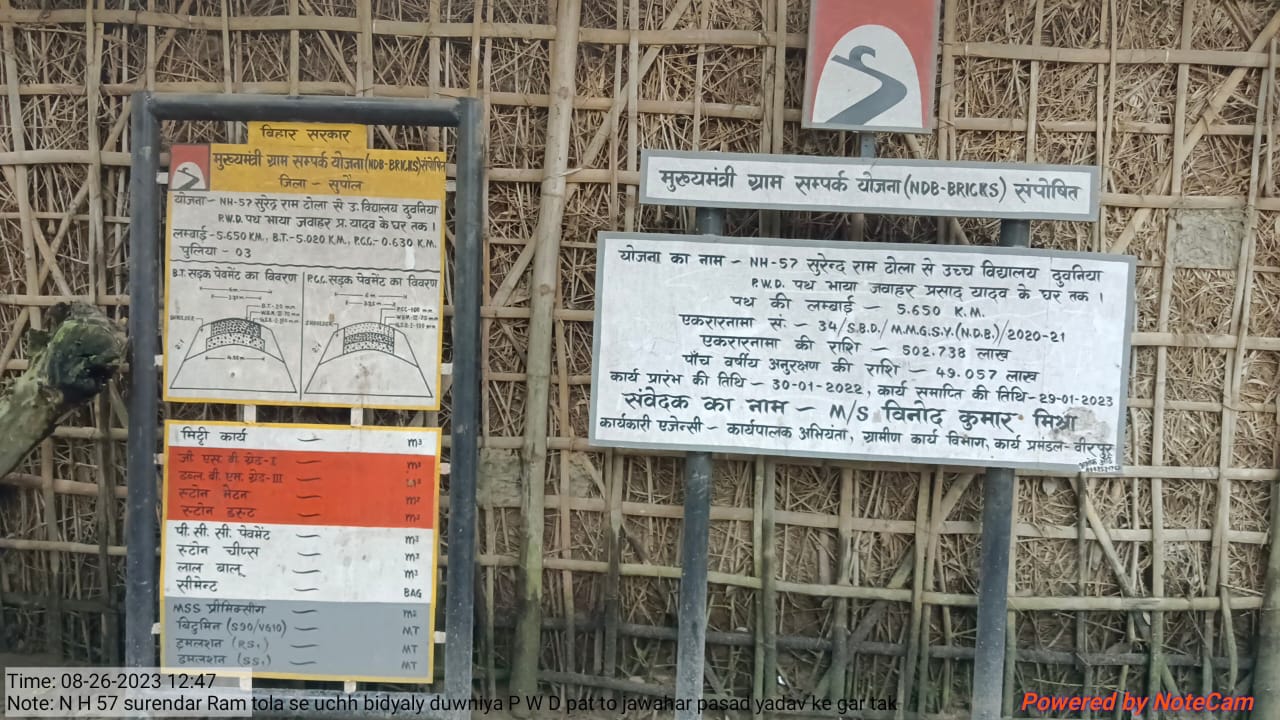 बिहार सरकार
मुख्यमंत्री ग्राम सम्पर्क योजना (NDB-BRICKS) संपोषित
जिला - सुपौल
योजना - NH-57 सुरेंद्र राम टोला से उ. विद्यालय दुवनिया
P.W.D. पथ भाया जवाहर प्र. यादव के घर तक ।
लम्बाई - 5.650 K.M., B.T. - 5.020 K.M., P.C.C. - 0.630 K.M.
पुलिया - 03
B.T. सड़क पेवमेंट का विवरण
P.C.C. सड़क पेवमेंट का विवरण
SHOULDER
SHOULDER
मिट्टी कार्य — m³
जी एस. बी. ग्रेड-I — m³
डब्लू. बी. एम. ग्रेड-III — m³
स्टोन मेटन — m³
स्टोन डस्ट — m³
पी. सी. सी. पेवमेंट — m³
स्टोन चीप्स — m³
लाल बालू — m³
सीमेन्ट — BAG
MSS प्रीमिक्सींग — m²
बिटुमिन (S90/VG10) — MT
इमलशन (RS₁) — MT
इमलशन (SS₁) — MT
मुख्यमंत्री ग्राम सम्पर्क योजना (NDB-BRICKS) संपोषित
योजना का नाम - NH-57 सुरेन्द राम टोला से उच्च विद्यालय दुवनिया
P.W.D. पथ भाया जवाहर प्रसाद यादव के घर तक ।
पथ की लम्बाई - 5.650 K.M.
एकरारनामा सं. - 34/S.B.D./M.M.G.S.Y.(N.D.B.)/2020-21
एकरारनामा की राशि - 502.738 लाख
पाँच वर्षीय अनुरक्षण की राशि - 49.057 लाख
कार्य प्रारंभ की तिथि - 30-01-2022, कार्य समाप्ति की तिथि - 29-01-2023
संवेदक का नाम - M/S विनोद कुमार मिश्रा
कार्यकारी एजेन्सी - कार्यपालक अभियंता, ग्रामीण कार्य विभाग, कार्य प्रमंडल - वीरपुर
Time: 08-26-2023 12:47
Note: N H 57 surendar Ram tola se uchh bidyaly duwniya P W D pat to jawahar pasad yadav ke gar tak
Powered by NoteCam